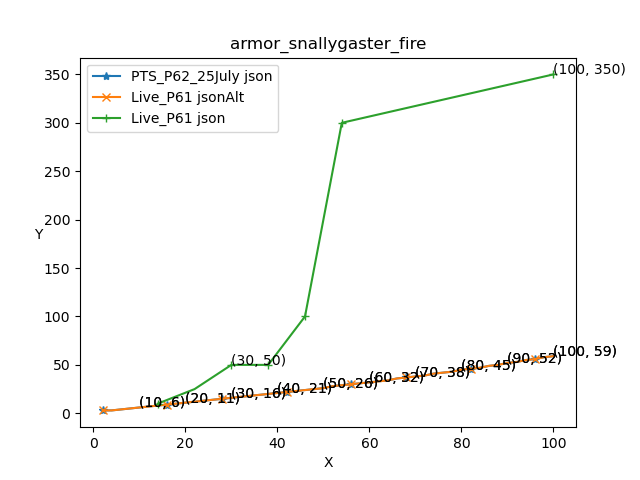 armor_snallygaster_fire
PTS_P62_25July json
Live_P61 jsonAlt
Live_P61 json
(100, 350)
350
300
250
200
150
100
50
0
Y
(30, 50)
(10, 6)
(20, 11)
(30, 16)
(40, 21)
(50, 26)
(60, 32)
(70, 38)
(80, 45)
(90, 52)
(100, 59)
0 20 40 60 80 100
X